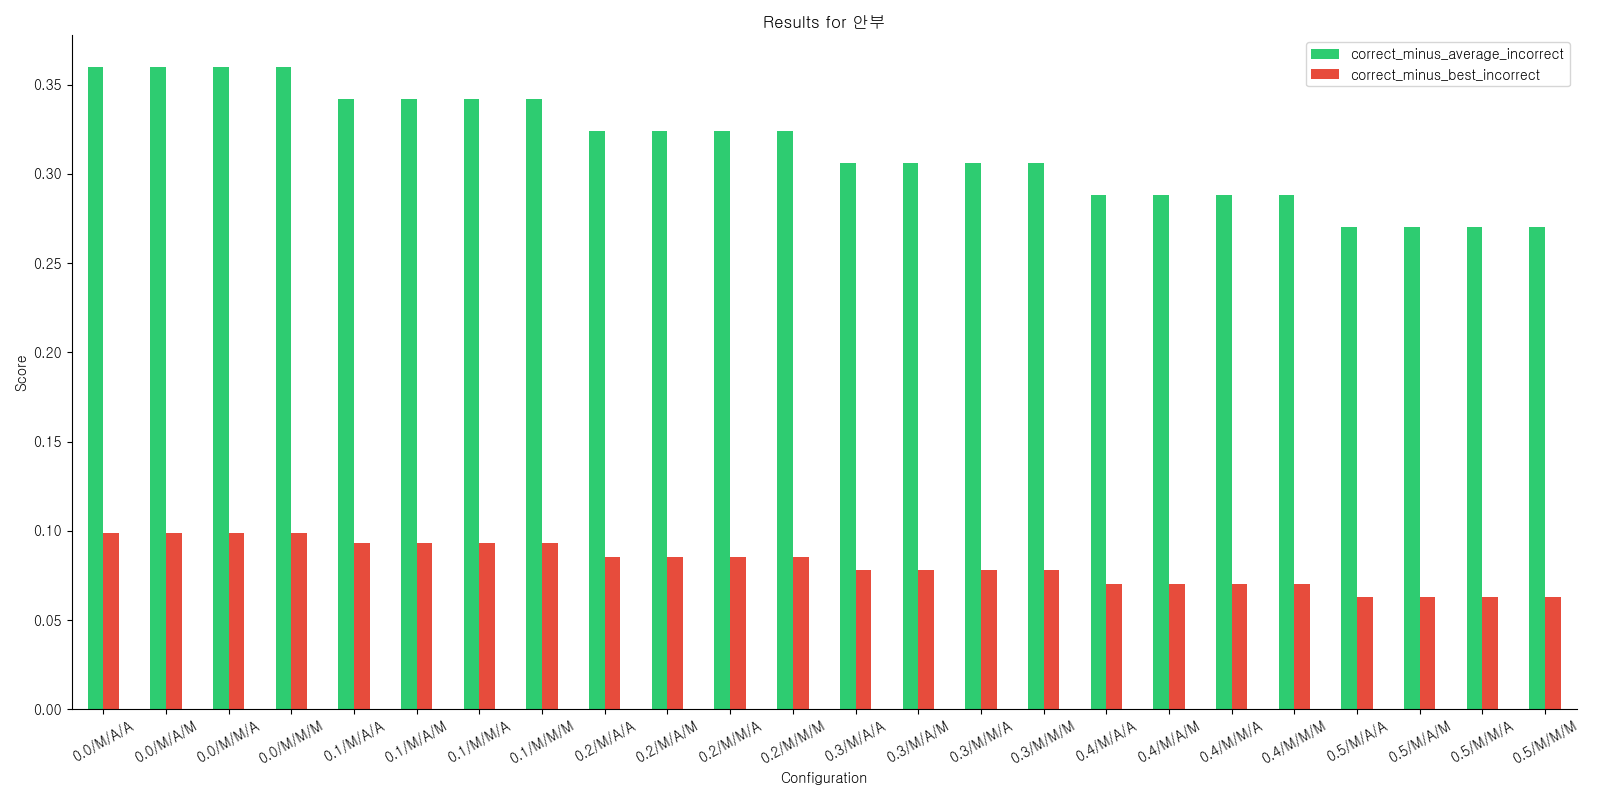 Results for 안부
correct_minus_average_incorrect
correct_minus_best_incorrect
Score
0.35
0.30
0.25
0.20
0.15
0.10
0.05
0.00
0.0/M/A/A
0.0/M/A/M
0.0/M/M/A
0.0/M/M/M
0.1/M/A/A
0.1/M/A/M
0.1/M/M/A
0.1/M/M/M
0.2/M/A/A
0.2/M/A/M
0.2/M/M/A
0.2/M/M/M
0.3/M/A/A
0.3/M/A/M
0.3/M/M/A
0.3/M/M/M
0.4/M/A/A
0.4/M/A/M
0.4/M/M/A
0.4/M/M/M
0.5/M/A/A
0.5/M/A/M
0.5/M/M/A
0.5/M/M/M
Configuration